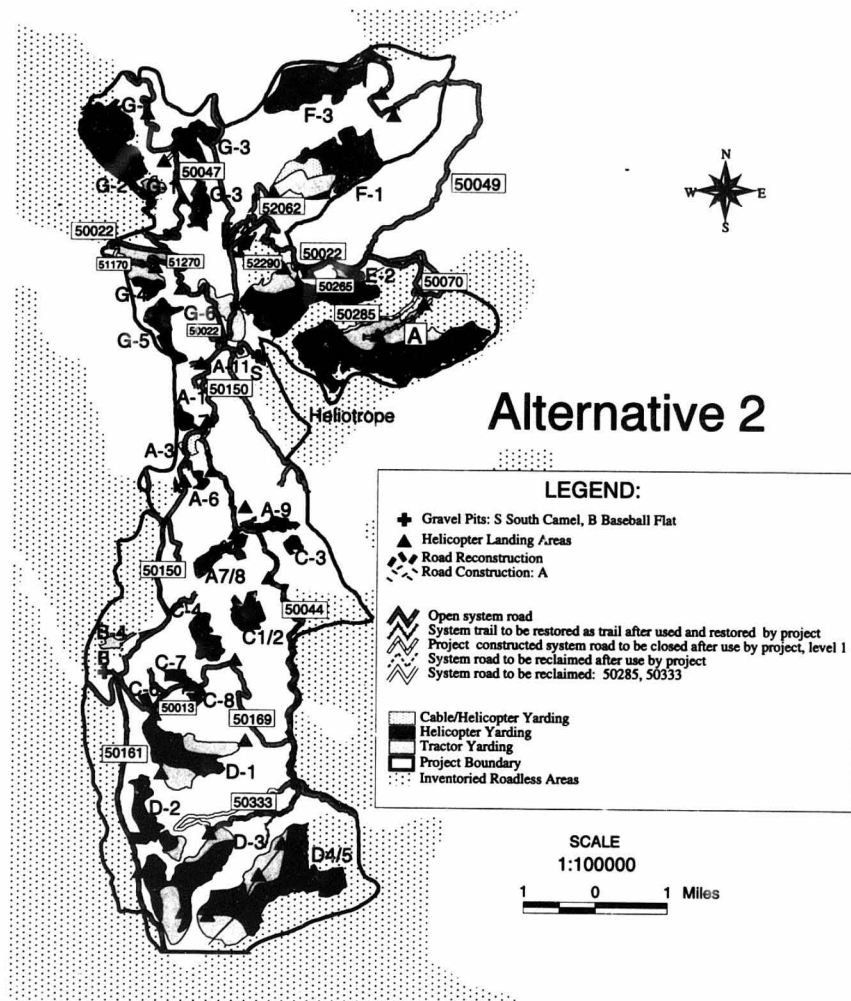 F-3
G-3
50047
G-2
G-1
G-3
F-1
50049
N
W
E
S
52062
50022
50022
51170
51270
52290
50265
E-2
50070
G-4
50285
G-6
50022
A
G-5
A-11
S
50150
A-1
Heliotrope
Alternative 2
A-3
A-6
A-9
C-3
50150
A7/8
C-4
50044
C1/2
B-4
B
C-7
C-6
C-8
50013
50169
50161
D-1
50333
D-2
D-3
D4/5
LEGEND:
Gravel Pits: S South Camel, B Baseball Flat
Helicopter Landing Areas
Road Reconstruction
Road Construction: A
Open system road
System trail to be restored as trail after used and restored by project
Project constructed system road to be closed after use by project, level 1
System road to be reclaimed after use by project
System road to be reclaimed: 50285, 50333
Cable/Helicopter Yarding
Helicopter Yarding
Tractor Yarding
Project Boundary
Inventoried Roadless Areas
SCALE
1:100000
1 0 1 Miles